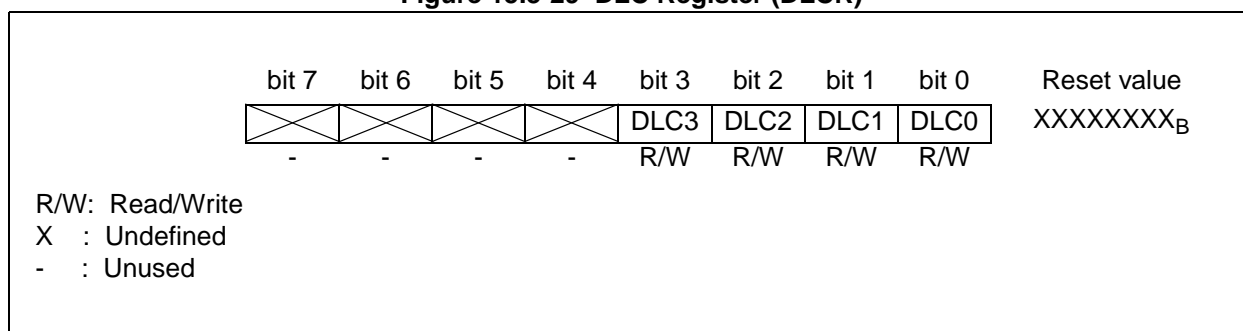 bit 7 bit 6 bit 5 bit 4 bit 3 bit 2 bit 1 bit 0 Reset value
DLC3 DLC2 DLC1 DLC0 XXXXXXXXB
- - - - R/W R/W R/W R/W
R/W: Read/Write
X : Undefined
- : Unused